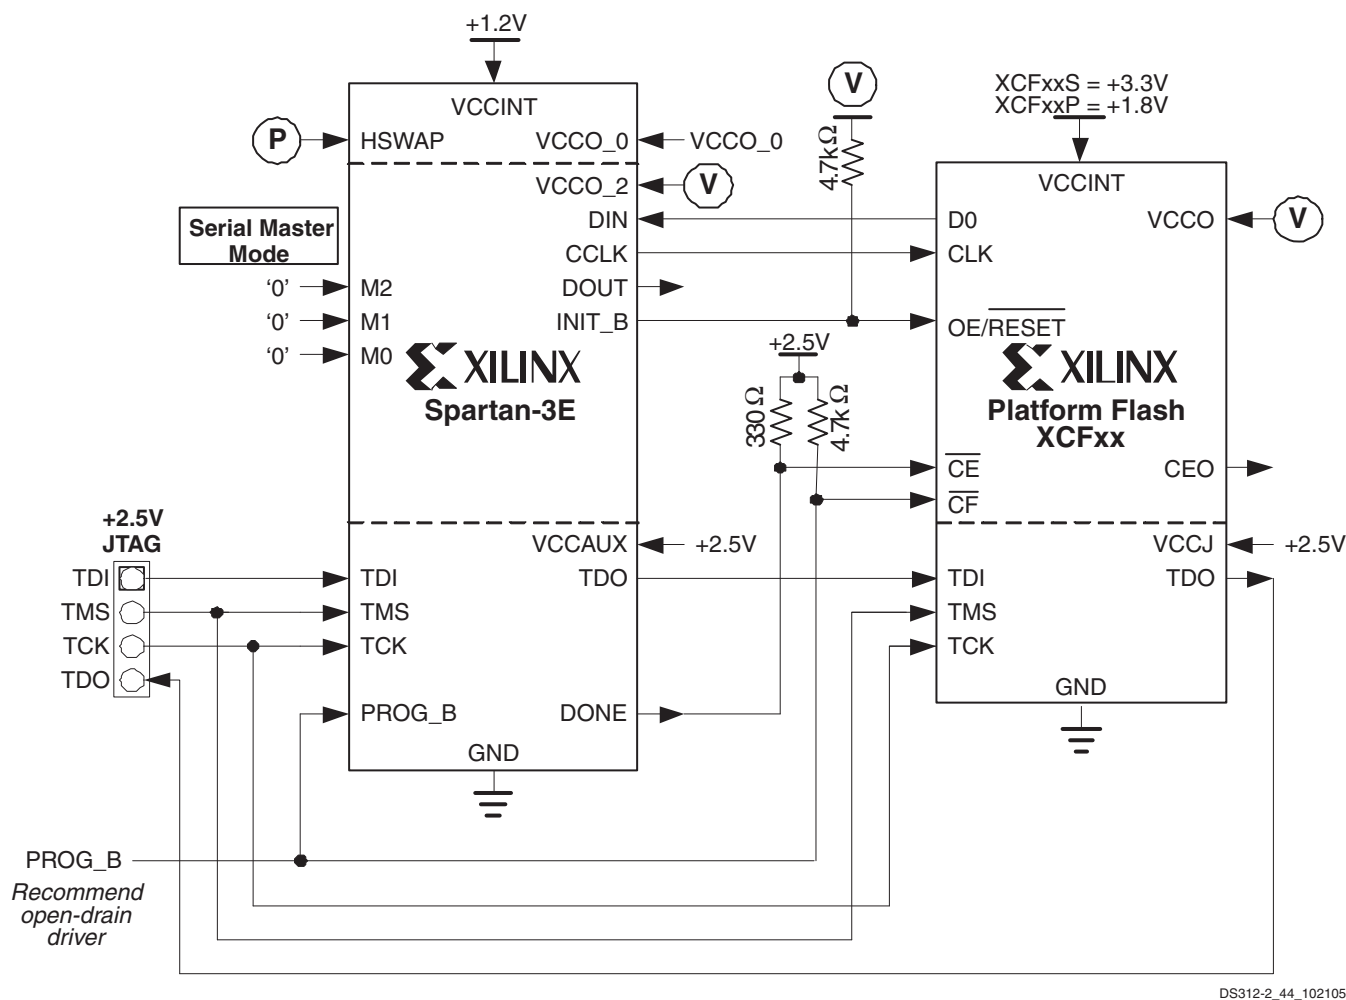 +1.2V
VCCINT
P
HSWAP
VCCO_0
VCCO_0
VCCO_2
V
Serial Master
Mode
DIN
CCLK
DOUT
INIT_B
'0'
M2
'0'
M1
'0'
M0
XILINX
Spartan-3E
V
4.7kΩ
XCFxxS = +3.3V
XCFxxP = +1.8V
VCCINT
D0
VCCO
V
CLK
OE/RESET
XILINX
Platform Flash
XCFxx
+2.5V
330Ω
4.7kΩ
CE
CEO
CF
+2.5V
JTAG
VCCAUX
+2.5V
VCCJ
+2.5V
TDI
TDI
TDO
TDI
TDO
TMS
TMS
TMS
TCK
TCK
TCK
TDO
PROG_B
DONE
GND
GND
PROG_B
Recommend
open-drain
driver
DS312-2_44_102105